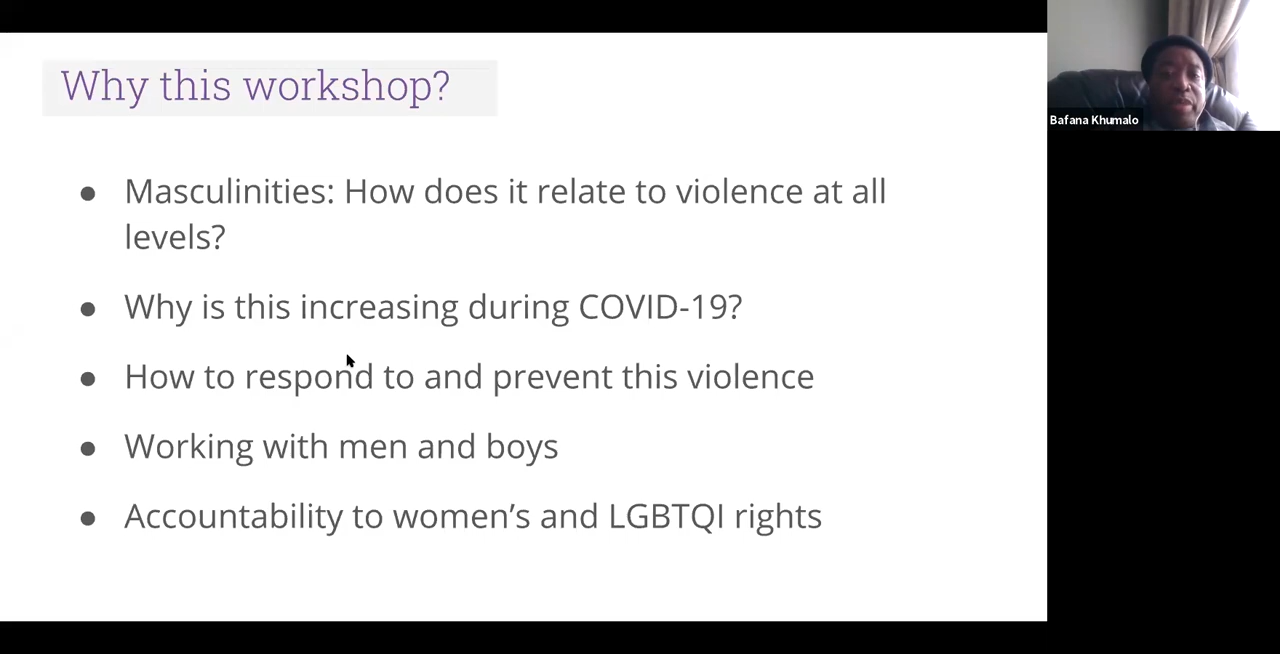 Why this workshop?
Bafana Khumalo
● Masculinities: How does it relate to violence at all
levels?
● Why is this increasing during COVID-19?
● How to respond to and prevent this violence
● Working with men and boys
● Accountability to women’s and LGBTQI rights